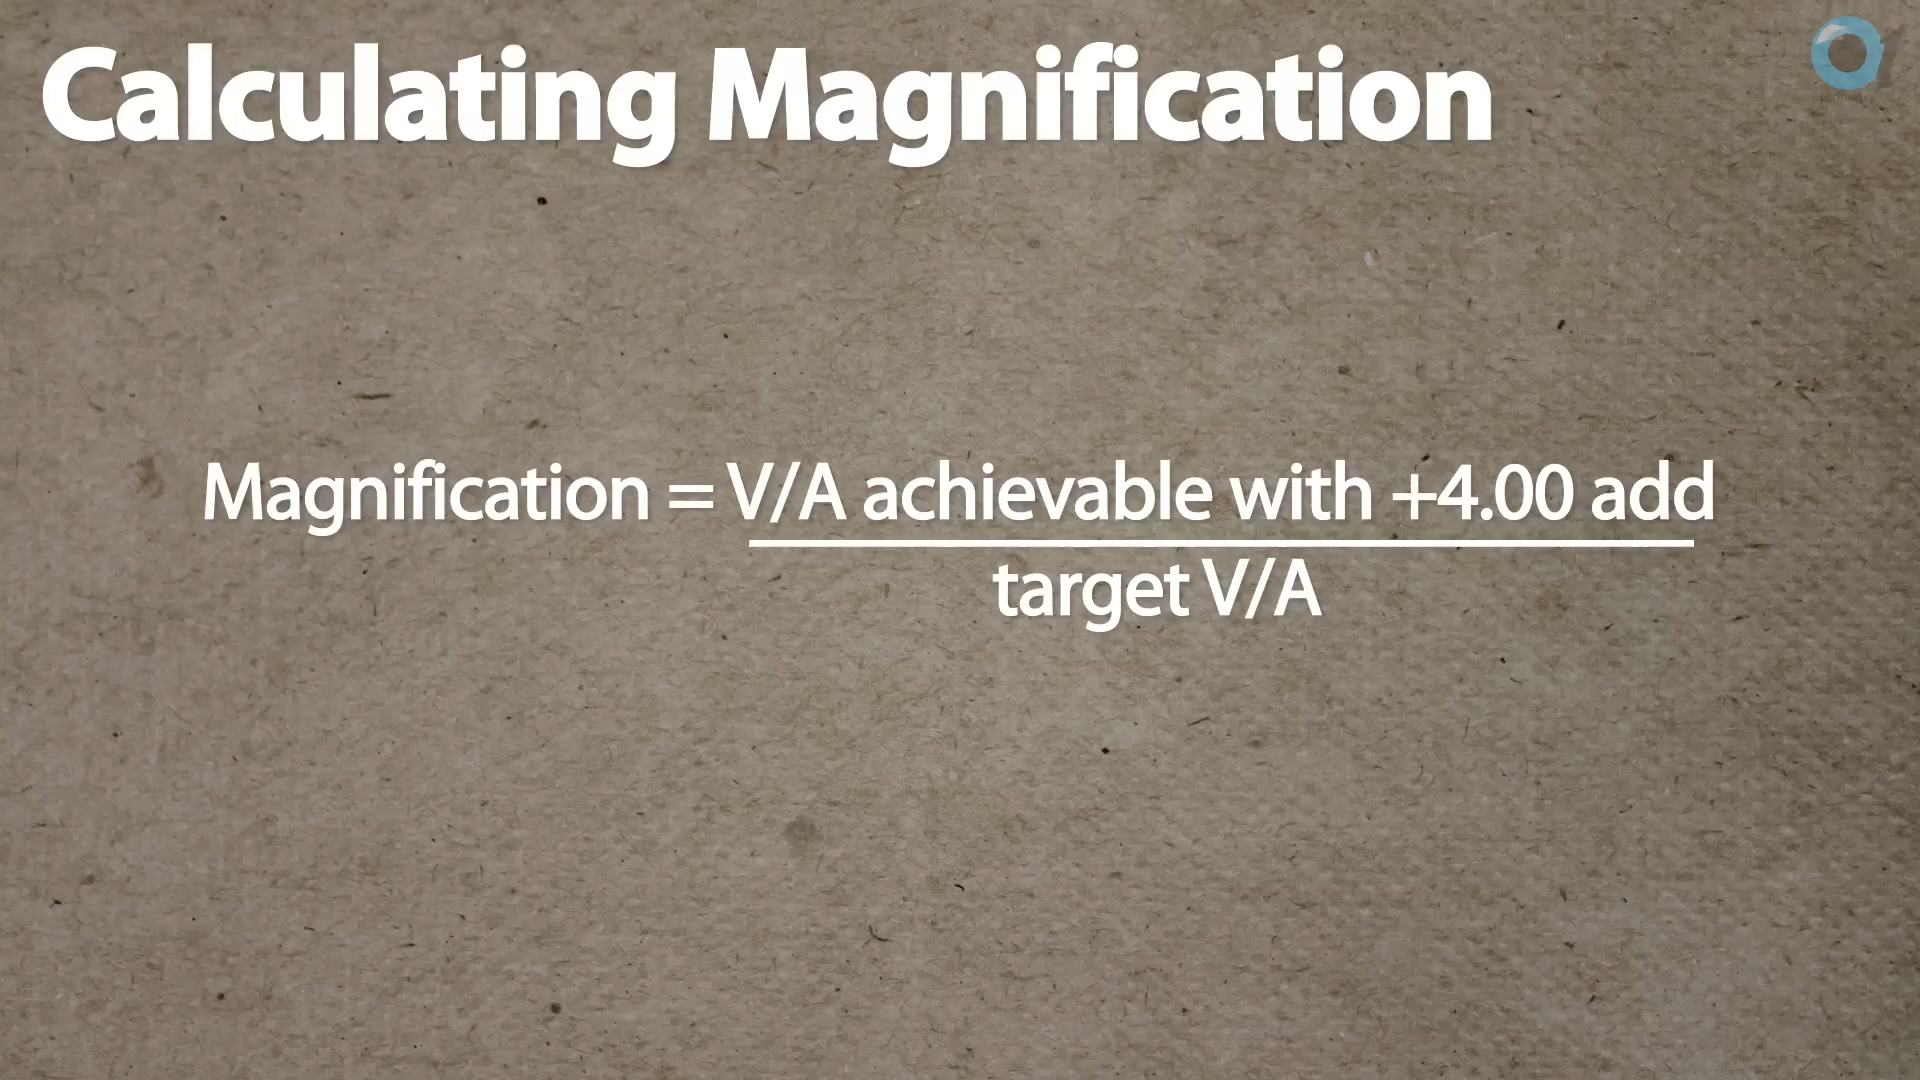 Calculating Magnification
Magnification = V/A achievable with +4.00 add
target V/A